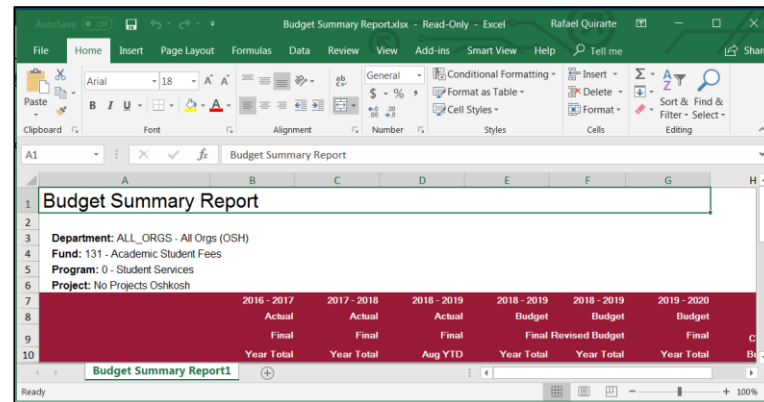 AutoSave Off Budget Summary Report.xlsx - Read-Only - Excel Rafael Quirarte
File Home Insert Page Layout Formulas Data Review View Add-ins Smart View Help Tell me Shar
Paste Arial 18 A A General Conditional Formatting Insert Σ A Z
B I U A ab $ % , Format as Table Delete Sort & Find &
Cell Styles Format Filter Select
Clipboard Font Alignment Number Styles Cells Editing
A1 fx Budget Summary Report
A B C D E F G H
1 Budget Summary Report
2
3 Department: ALL_ORGS - All Orgs (OSH)
4 Fund: 131 - Academic Student Fees
5 Program: 0 - Student Services
6 Project: No Projects Oshkosh
7 2016 - 2017 2017 - 2018 2018 - 2019 2018 - 2019 2018 - 2019 2019 - 2020
8 Actual Actual Actual Budget Budget Budget
9 Final Final Final Final Revised Budget Final C
10 Year Total Year Total Aug YTD Year Total Year Total Year Total
Budget Summary Report1
Ready 100%